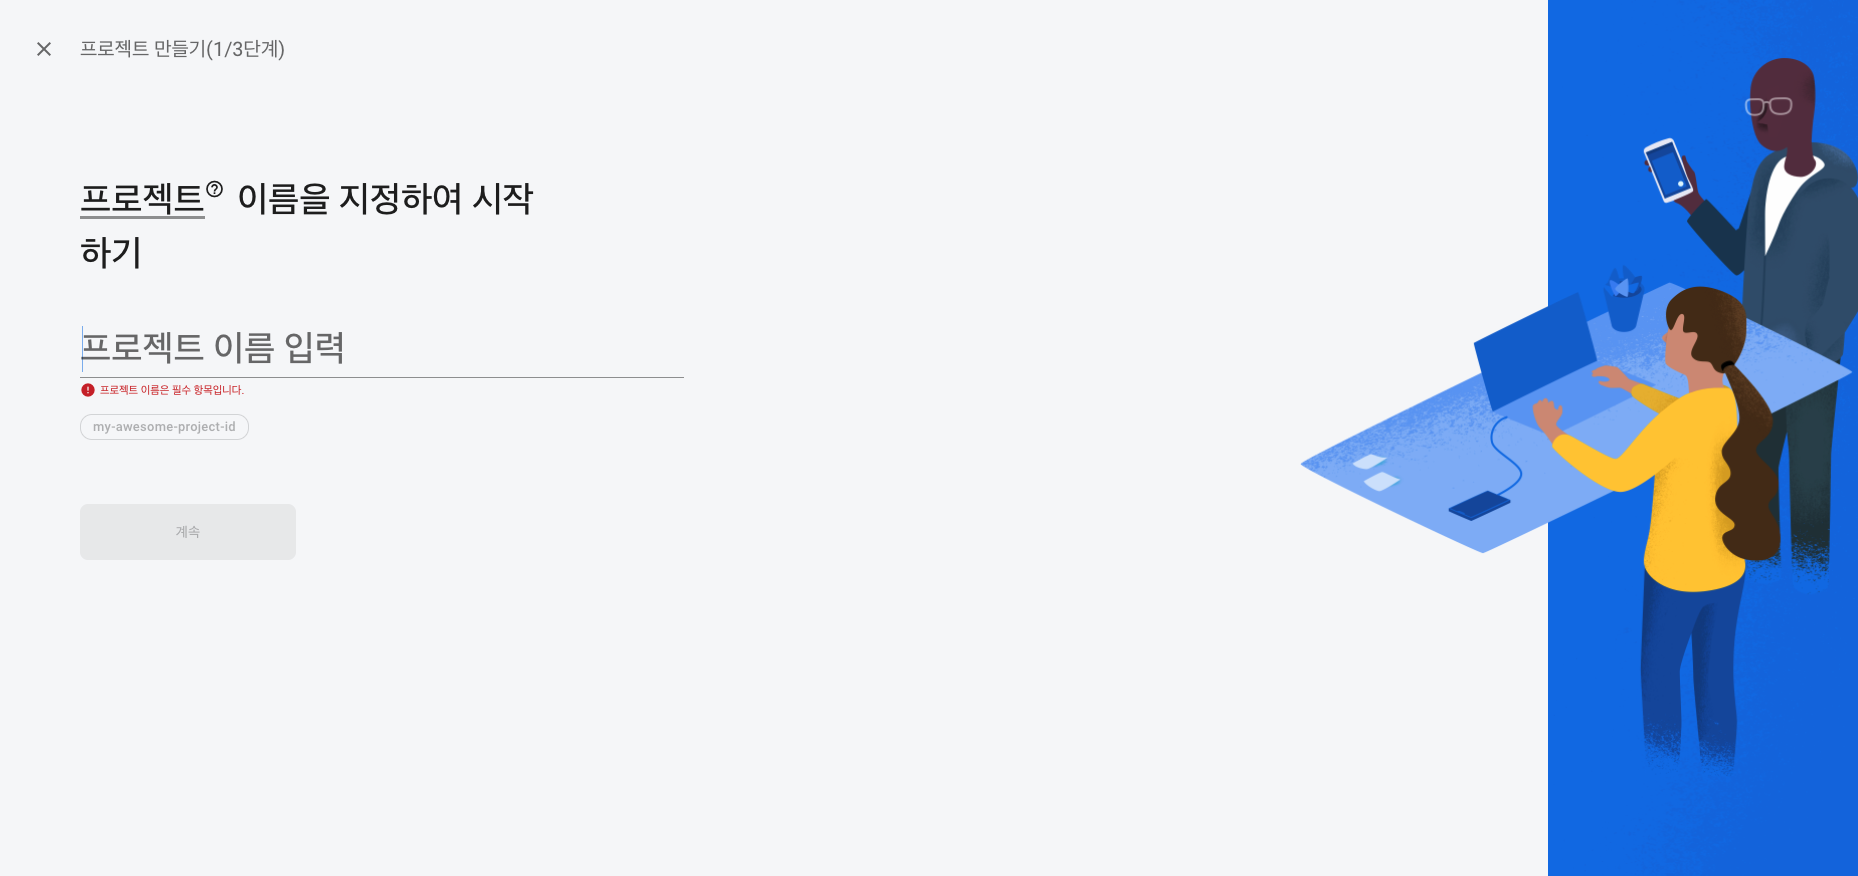 프로젝트 만들기(1/3단계)
프로젝트 이름을 지정하여 시작
하기
프로젝트 이름 입력
프로젝트 이름은 필수 항목입니다.
my-awesome-project-id
계속